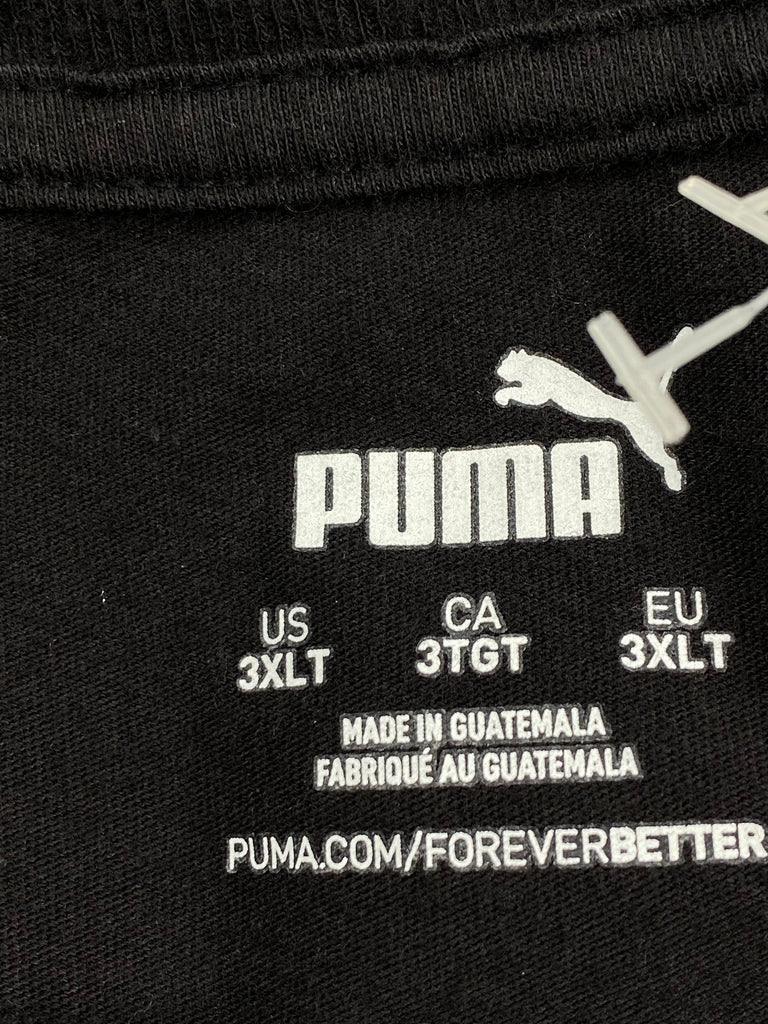 PUMA
US CA EU
3XLT 3TGT 3XLT
MADE IN GUATEMALA
FABRIQUÉ AU GUATEMALA
PUMA.COM/FOREVERBETTER